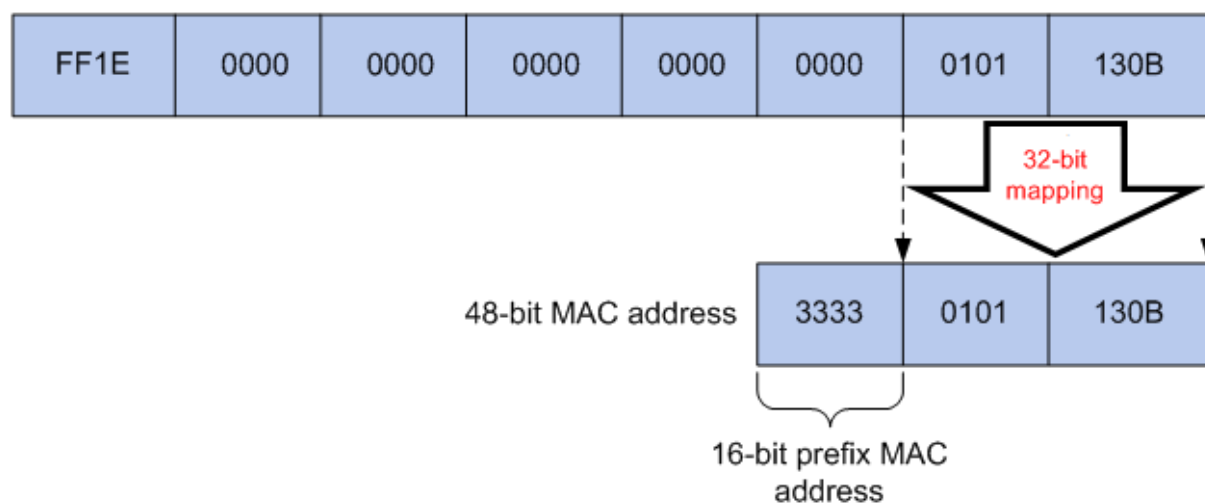 FF1E 0000 0000 0000 0000 0000 0101 130B
32-bit
mapping
48-bit MAC address 3333 0101 130B
16-bit prefix MAC
address